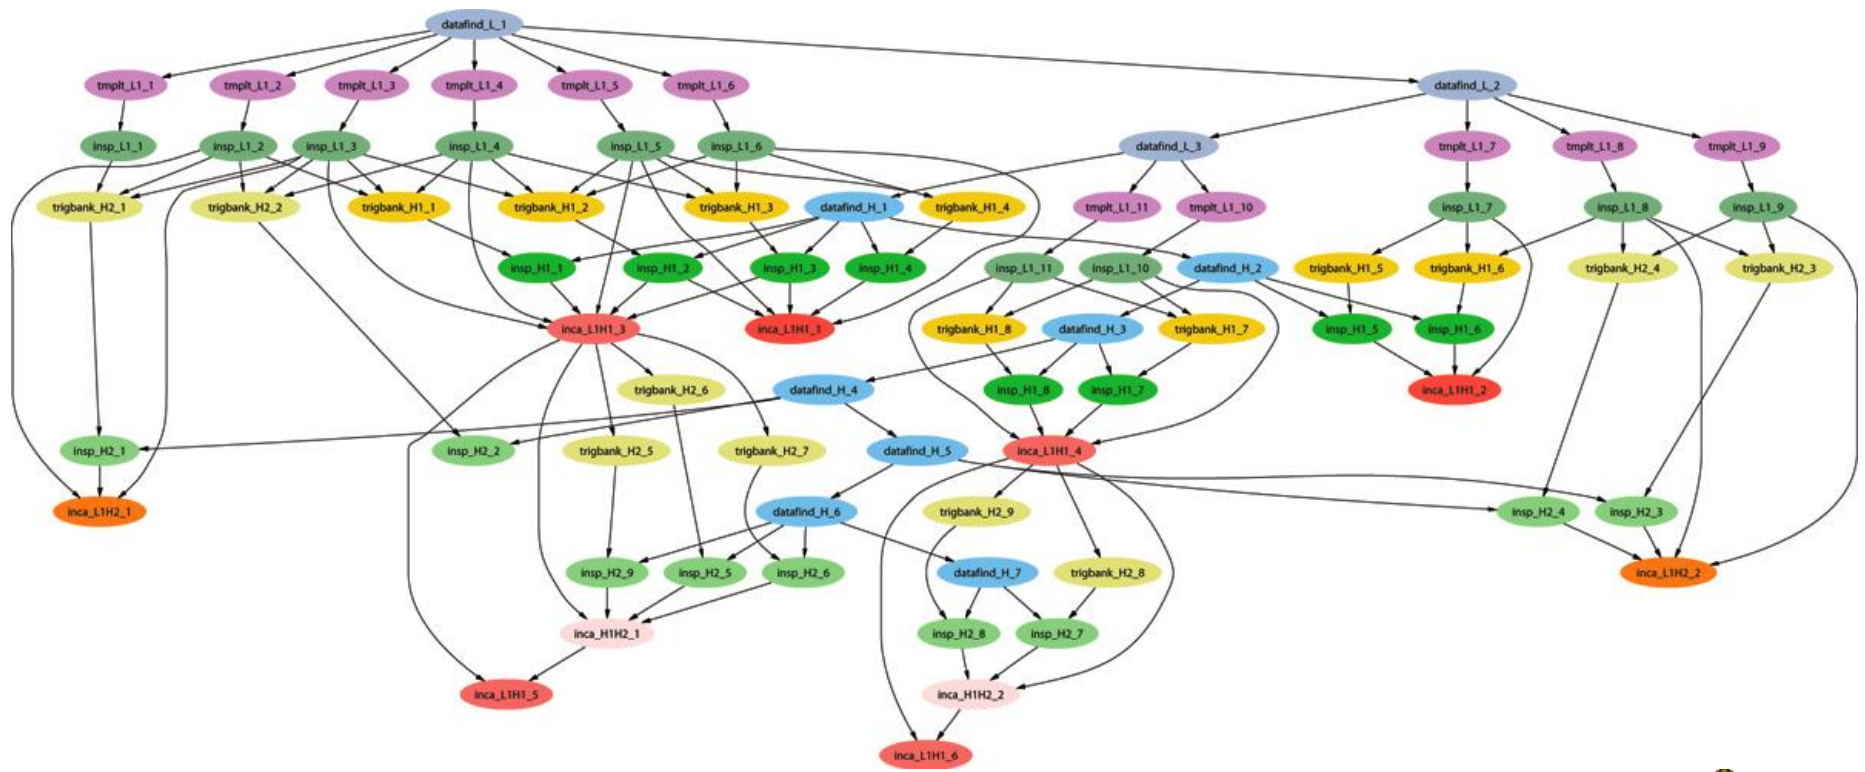 datafind_L_1
tmplt_L1_1 tmplt_L1_2 tmplt_L1_3 tmplt_L1_4 tmplt_L1_5 tmplt_L1_6 datafind_L_2
insp_L1_1 insp_L1_2 insp_L1_3 insp_L1_4 insp_L1_5 insp_L1_6 datafind_L_3 tmplt_L1_7 tmplt_L1_8 tmplt_L1_9
trigbank_H2_1 trigbank_H2_2 trigbank_H1_1 trigbank_H1_2 trigbank_H1_3 datafind_H_1 trigbank_H1_4 tmplt_L1_11 tmplt_L1_10 insp_L1_7 insp_L1_8 insp_L1_9
insp_H1_1 insp_H1_2 insp_H1_3 insp_H1_4 insp_L1_11 insp_L1_10 datafind_H_2 trigbank_H1_5 trigbank_H1_6 trigbank_H2_4 trigbank_H2_3
inca_L1H1_3 inca_L1H1_1 trigbank_H1_8 datafind_H_3 trigbank_H1_7 insp_H1_5 insp_H1_6
trigbank_H2_6 datafind_H_4 insp_H1_8 insp_H1_7 inca_L1H1_2
insp_H2_1 insp_H2_2 trigbank_H2_5 trigbank_H2_7 datafind_H_5 inca_L1H1_4
inca_L1H2_1 datafind_H_6 trigbank_H2_9 insp_H2_4 insp_H2_3
insp_H2_9 insp_H2_5 insp_H2_6 datafind_H_7 trigbank_H2_8 inca_L1H2_2
inca_H1H2_1 insp_H2_8 insp_H2_7
inca_L1H1_5 inca_H1H2_2
inca_L1H1_6